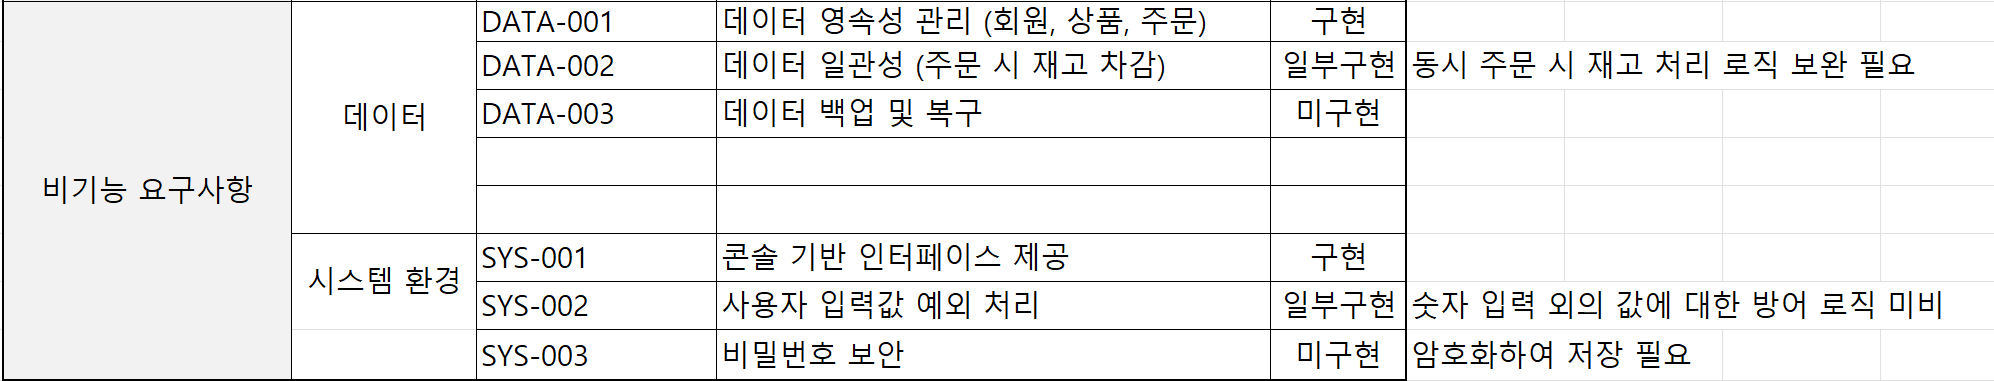 비기능 요구사항
데이터
DATA-001 데이터 영속성 관리 (회원, 상품, 주문) 구현
DATA-002 데이터 일관성 (주문 시 재고 차감) 일부구현 동시 주문 시 재고 처리 로직 보완 필요
DATA-003 데이터 백업 및 복구 미구현
시스템 환경
SYS-001 콘솔 기반 인터페이스 제공 구현
SYS-002 사용자 입력값 예외 처리 일부구현 숫자 입력 외의 값에 대한 방어 로직 미비
SYS-003 비밀번호 보안 미구현 암호화하여 저장 필요